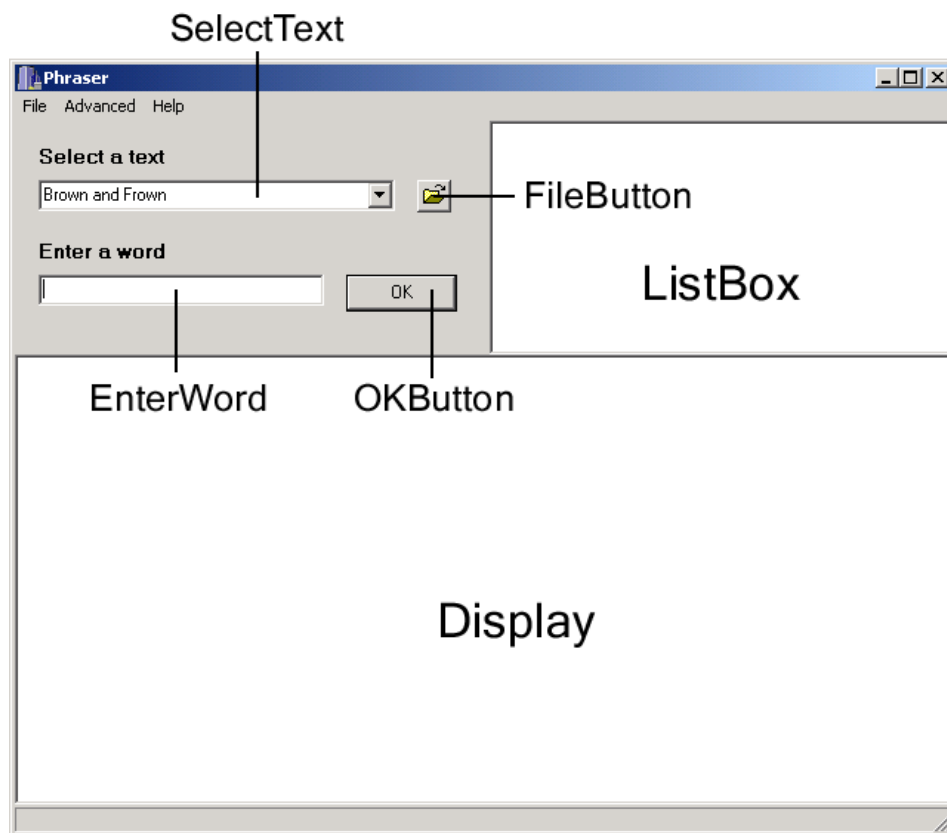 SelectText
Phraser
File Advanced Help
Select a text
Brown and Frown
FileButton
Enter a word
OK
ListBox
EnterWord
OKButton
Display